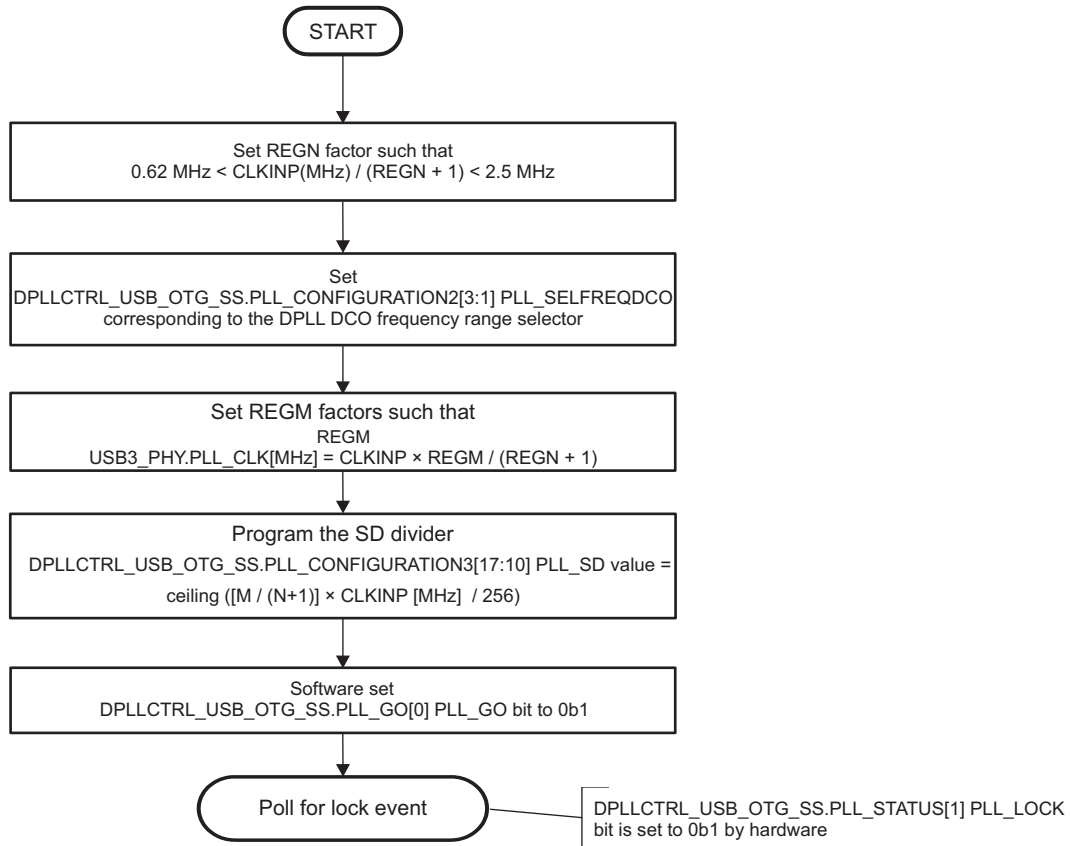 START
Set REGN factor such that
0.62 MHz < CLKINP(MHz) / (REGN + 1) < 2.5 MHz
Set
DPLLCTRL_USB_OTG_SS.PLL_CONFIGURATION2[3:1] PLL_SELFREQDCO
corresponding to the DPLL DCO frequency range selector
Set REGM factors such that
REGM
USB3_PHY.PLL_CLK[MHz] = CLKINP × REGM / (REGN + 1)
Program the SD divider
DPLLCTRL_USB_OTG_SS.PLL_CONFIGURATION3[17:10] PLL_SD value =
ceiling ([M / (N+1)] × CLKINP [MHz] / 256)
Software set
DPLLCTRL_USB_OTG_SS.PLL_GO[0] PLL_GO bit to 0b1
Poll for lock event
DPLLCTRL_USB_OTG_SS.PLL_STATUS[1] PLL_LOCK
bit is set to 0b1 by hardware